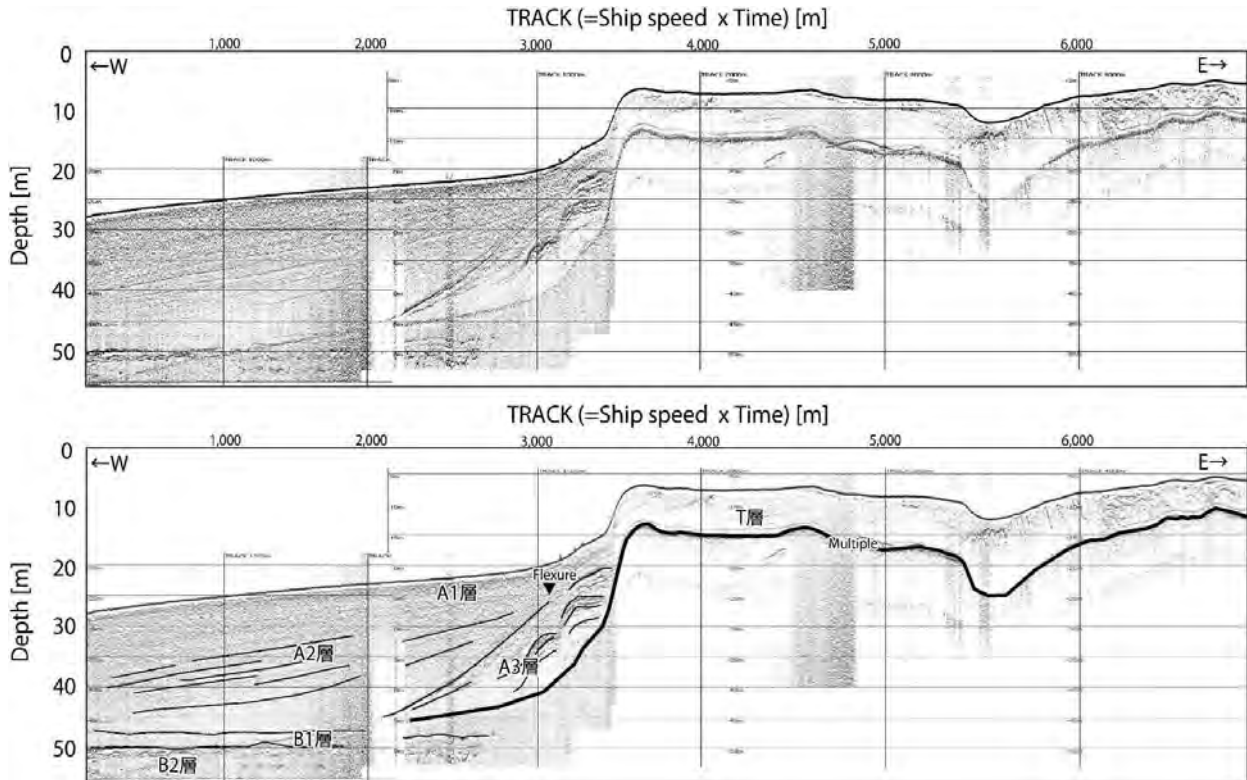 TRACK (=Ship speed x Time) [m]
0 1,000 2,000 3,000 4,000 5,000 6,000
←W E→
10
20
30
40
50
Depth [m]
TRACK (=Ship speed x Time) [m]
0 1,000 2,000 3,000 4,000 5,000 6,000
←W E→
10
T層
Multiple
20
Flexure
A1層
30
A2層
A3層
40
B1層
50
B2層
Depth [m]